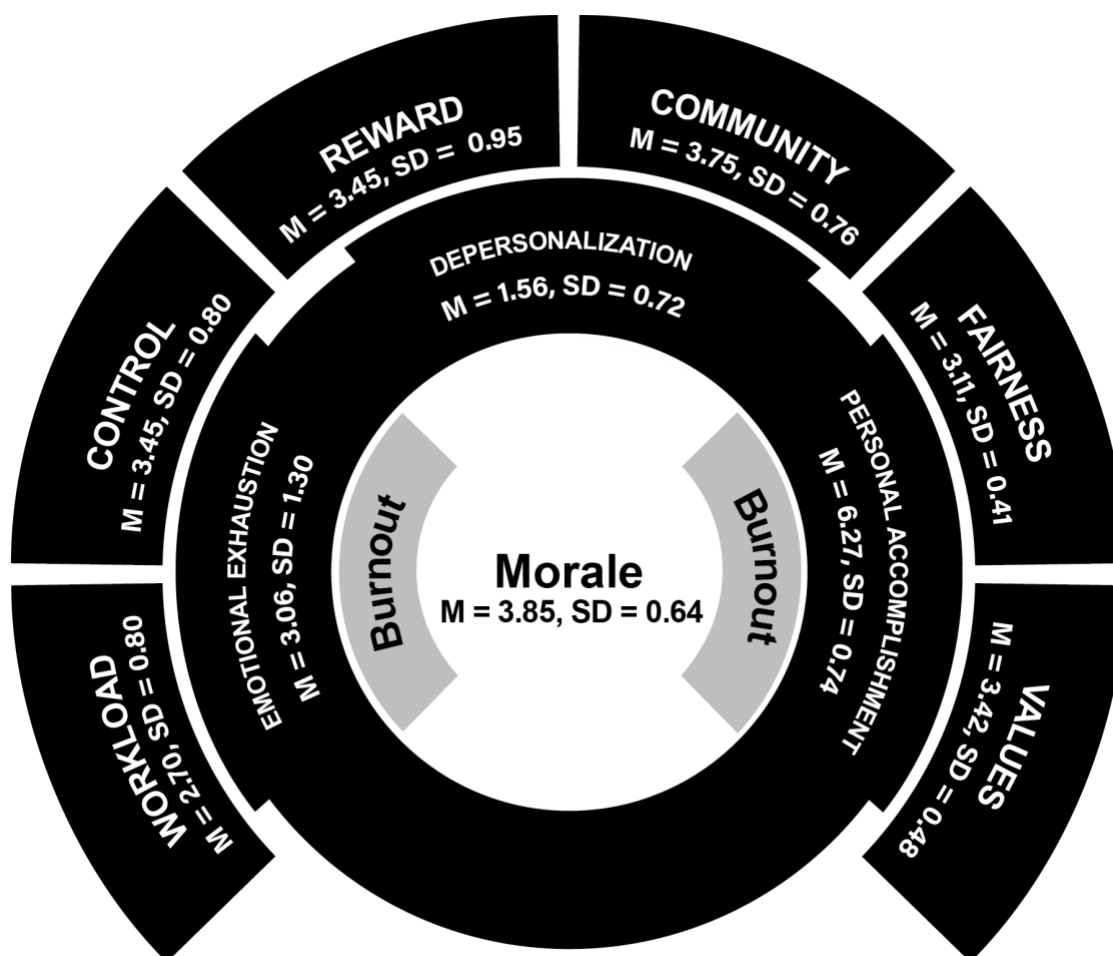 REWARD
M = 3.45, SD = 0.95
COMMUNITY
M = 3.75, SD = 0.76
CONTROL
M = 3.45, SD = 0.80
FAIRNESS
M = 3.11, SD = 0.41
WORKLOAD
M = 2.70, SD = 0.80
VALUES
M = 3.42, SD = 0.48
DEPERSONALIZATION
M = 1.56, SD = 0.72
EMOTIONAL EXHAUSTION
M = 3.06, SD = 1.30
PERSONAL ACCOMPLISHMENT
M = 6.27, SD = 0.74
Burnout
Morale
M = 3.85, SD = 0.64
Burnout